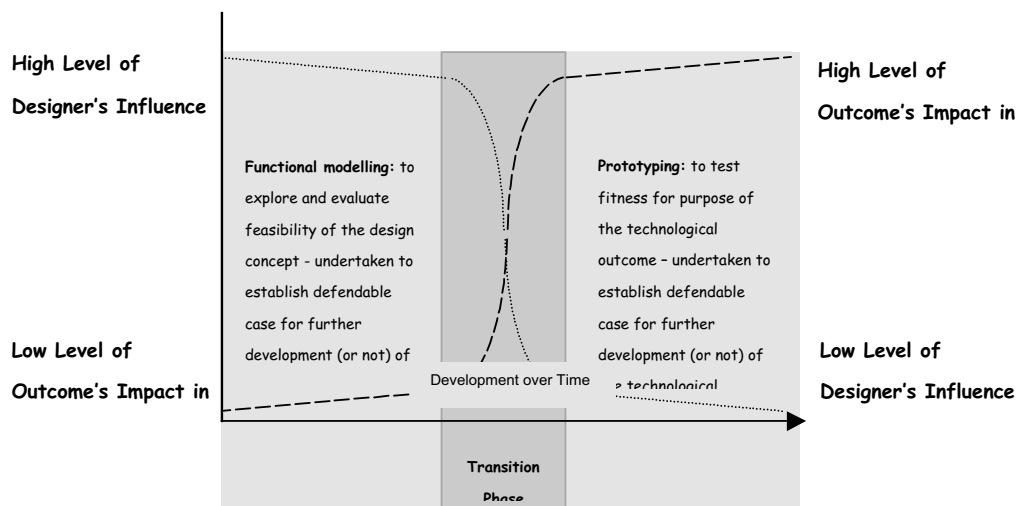 High Level of
Designer's Influence
High Level of
Outcome's Impact in
Functional modelling: to
explore and evaluate
feasibility of the design
concept - undertaken to
establish defendable
case for further
development (or not) of
Prototyping: to test
fitness for purpose of
the technological
outcome – undertaken to
establish defendable
case for further
development (or not) of
technological
Low Level of
Outcome's Impact in
Development over Time
Low Level of
Designer's Influence
Transition
Phase